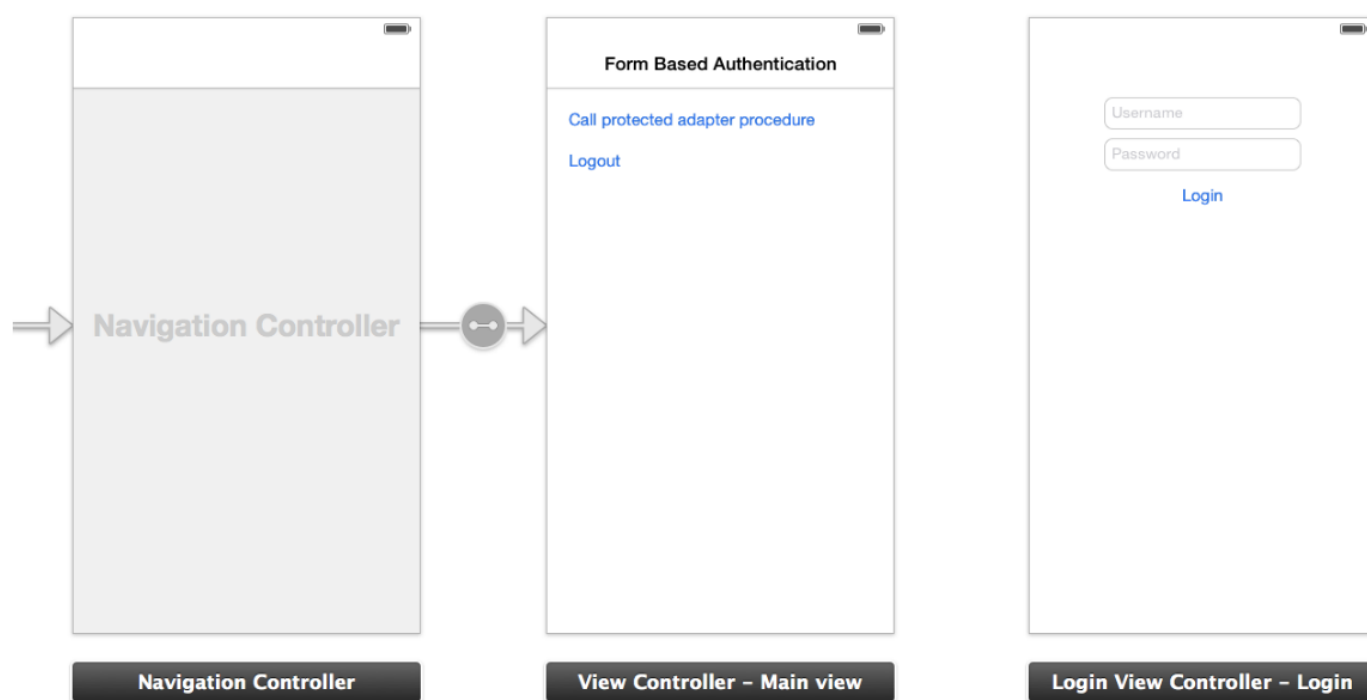 Navigation Controller
Navigation Controller
Form Based Authentication
Call protected adapter procedure
Logout
View Controller – Main view
Username
Password
Login
Login View Controller – Login